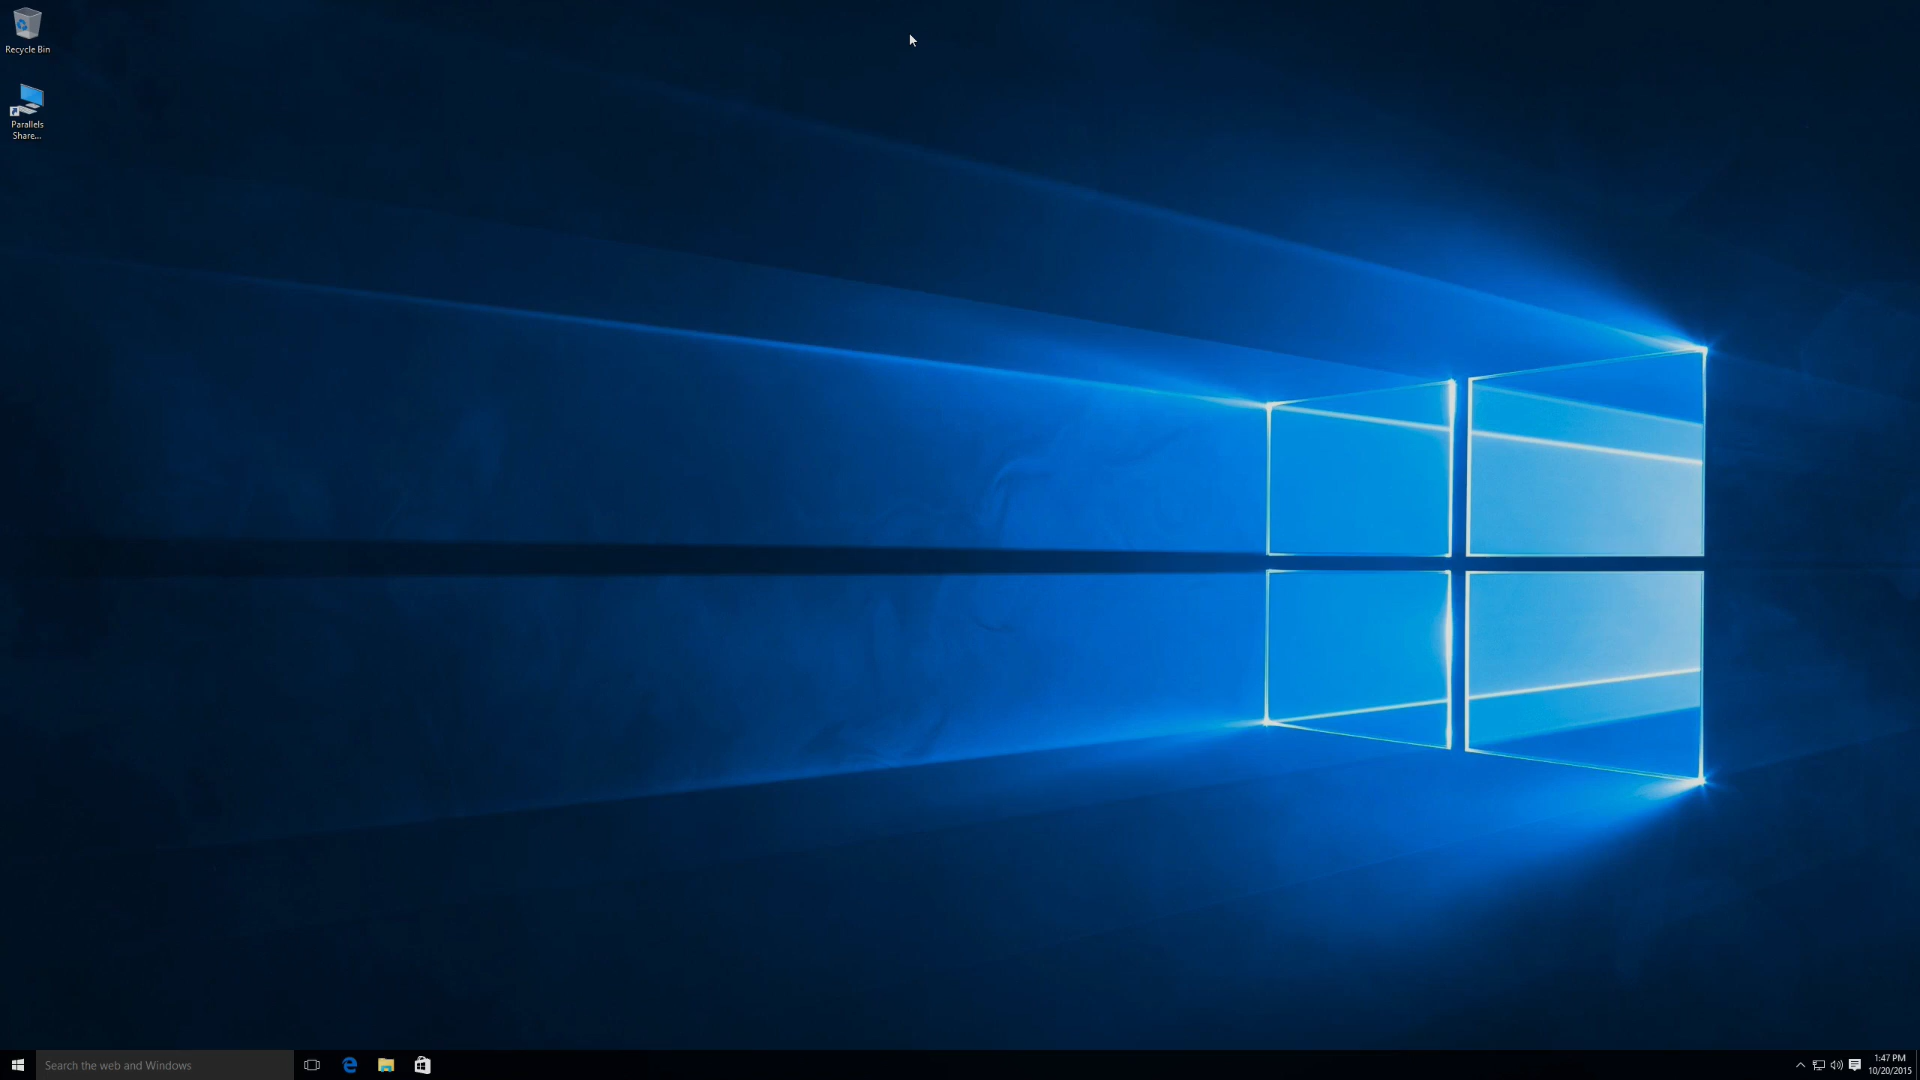 Recycle Bin
Parallels
Share...
Search the web and Windows
1:47 PM
10/20/2015